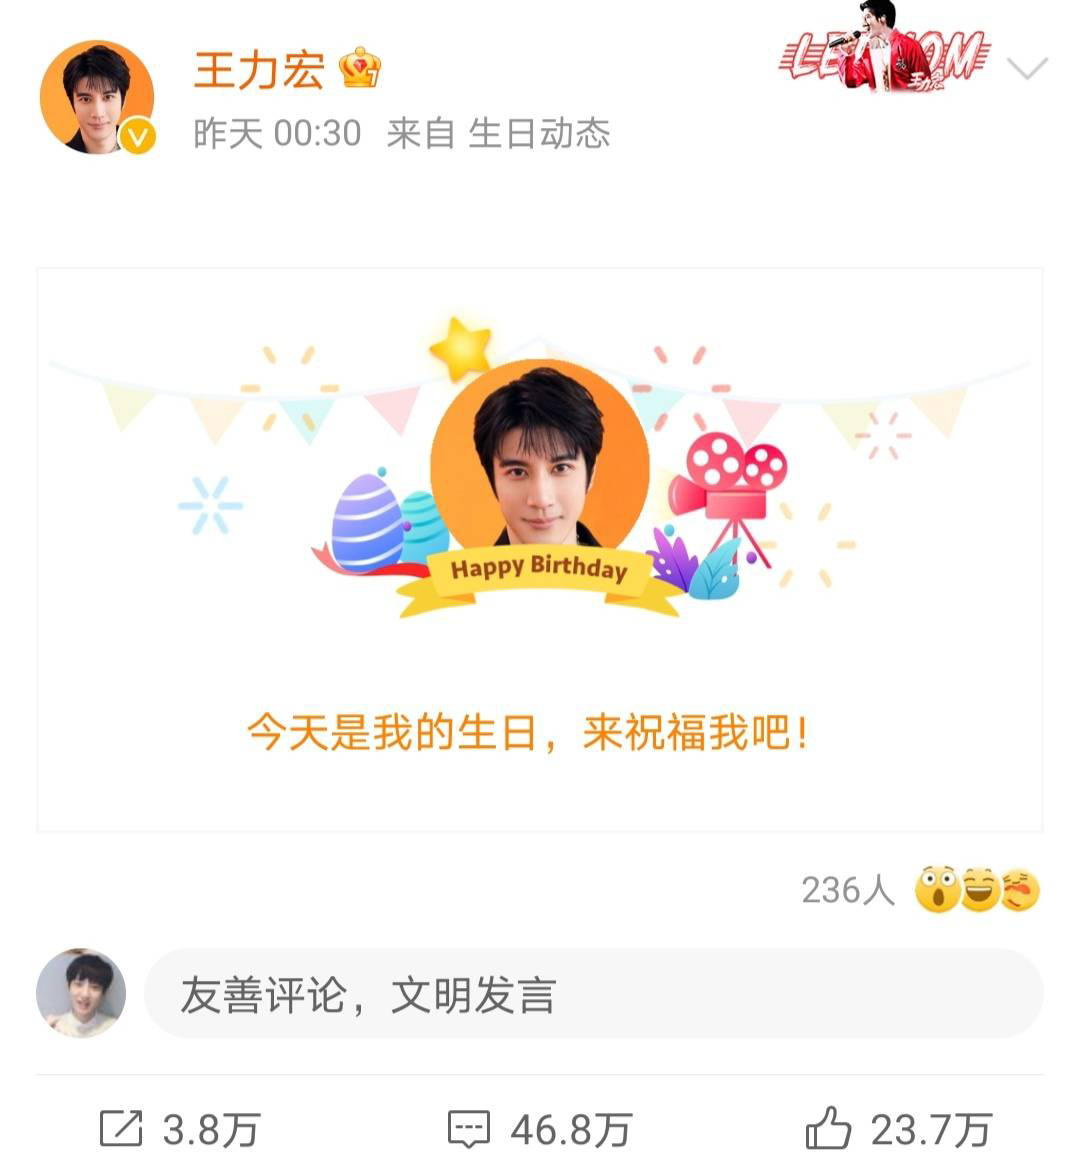 王力宏
LEEHOM
王力宏
昨天 00:30 来自 生日动态
Happy Birthday
今天是我的生日，来祝福我吧！
236人
友善评论，文明发言
3.8万 46.8万 23.7万